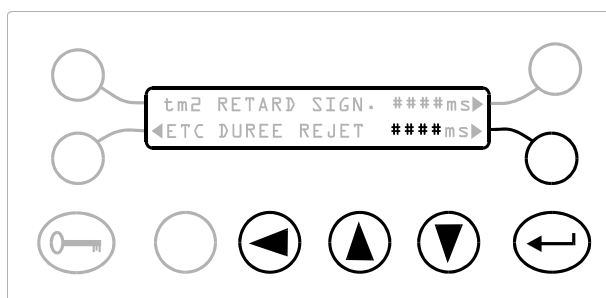 tm2 RETARD SIGN. ####ms▶
◀ETC DUREE REJET ####ms▶